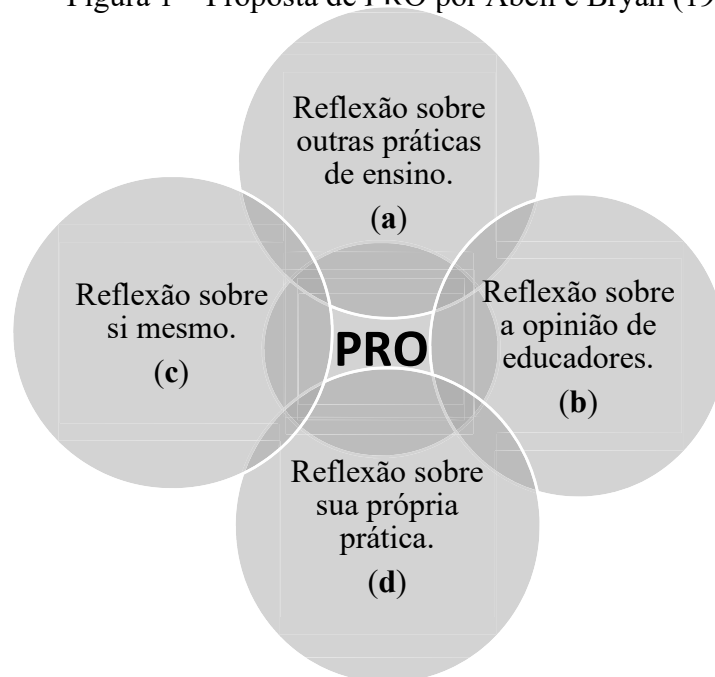 Figura 1 – Proposta de PRO por Abell e Bryan (19
Reflexão sobre
outras práticas
de ensino.
(a)
Reflexão sobre
si mesmo.
(c)
PRO
Reflexão sobre
a opinião de
educadores.
(b)
Reflexão sobre
sua própria
prática.
(d)